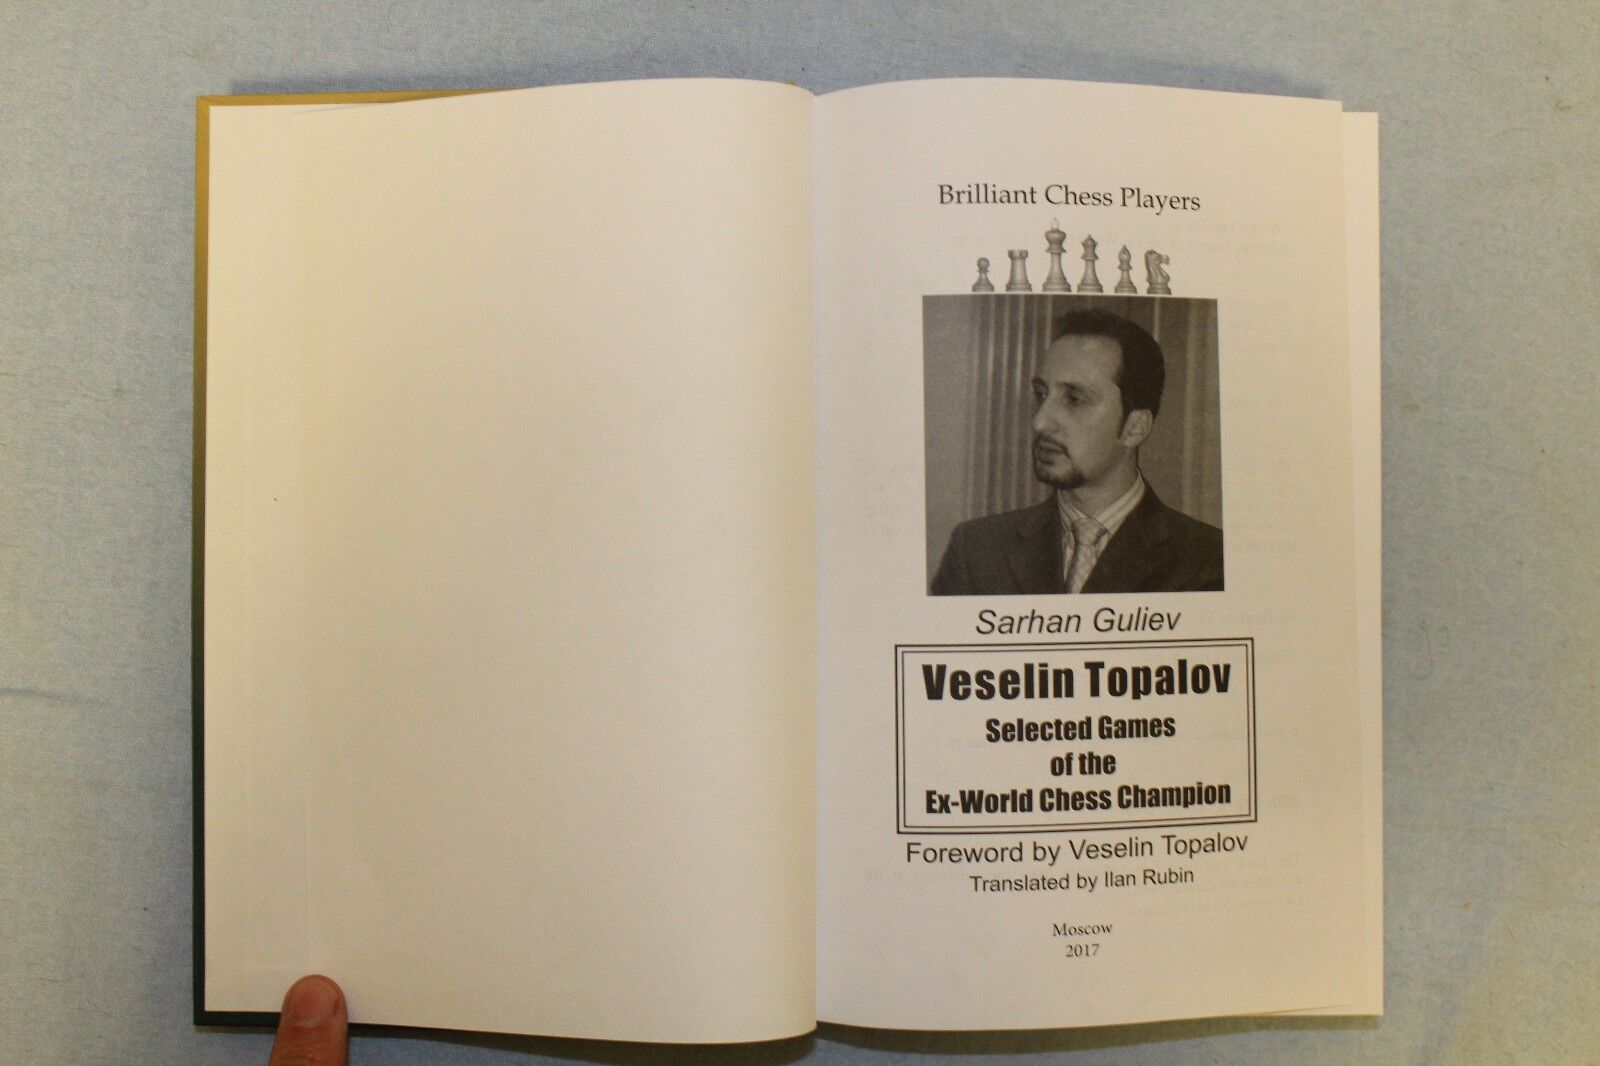 Brilliant Chess Players
Sarhan Guliev
Veselin Topalov
Selected Games
of the
Ex-World Chess Champion
Foreword by Veselin Topalov
Translated by Ilan Rubin
Moscow
2017